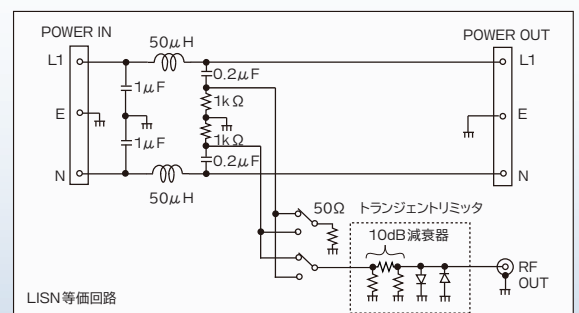 POWER IN
50μH
POWER OUT
L1
L1
1μF
0.2μF
1kΩ
E
E
1μF
1kΩ
0.2μF
N
N
50μH
50Ω
トランジェントリミッタ
10dB減衰器
RF
OUT
LISN等価回路